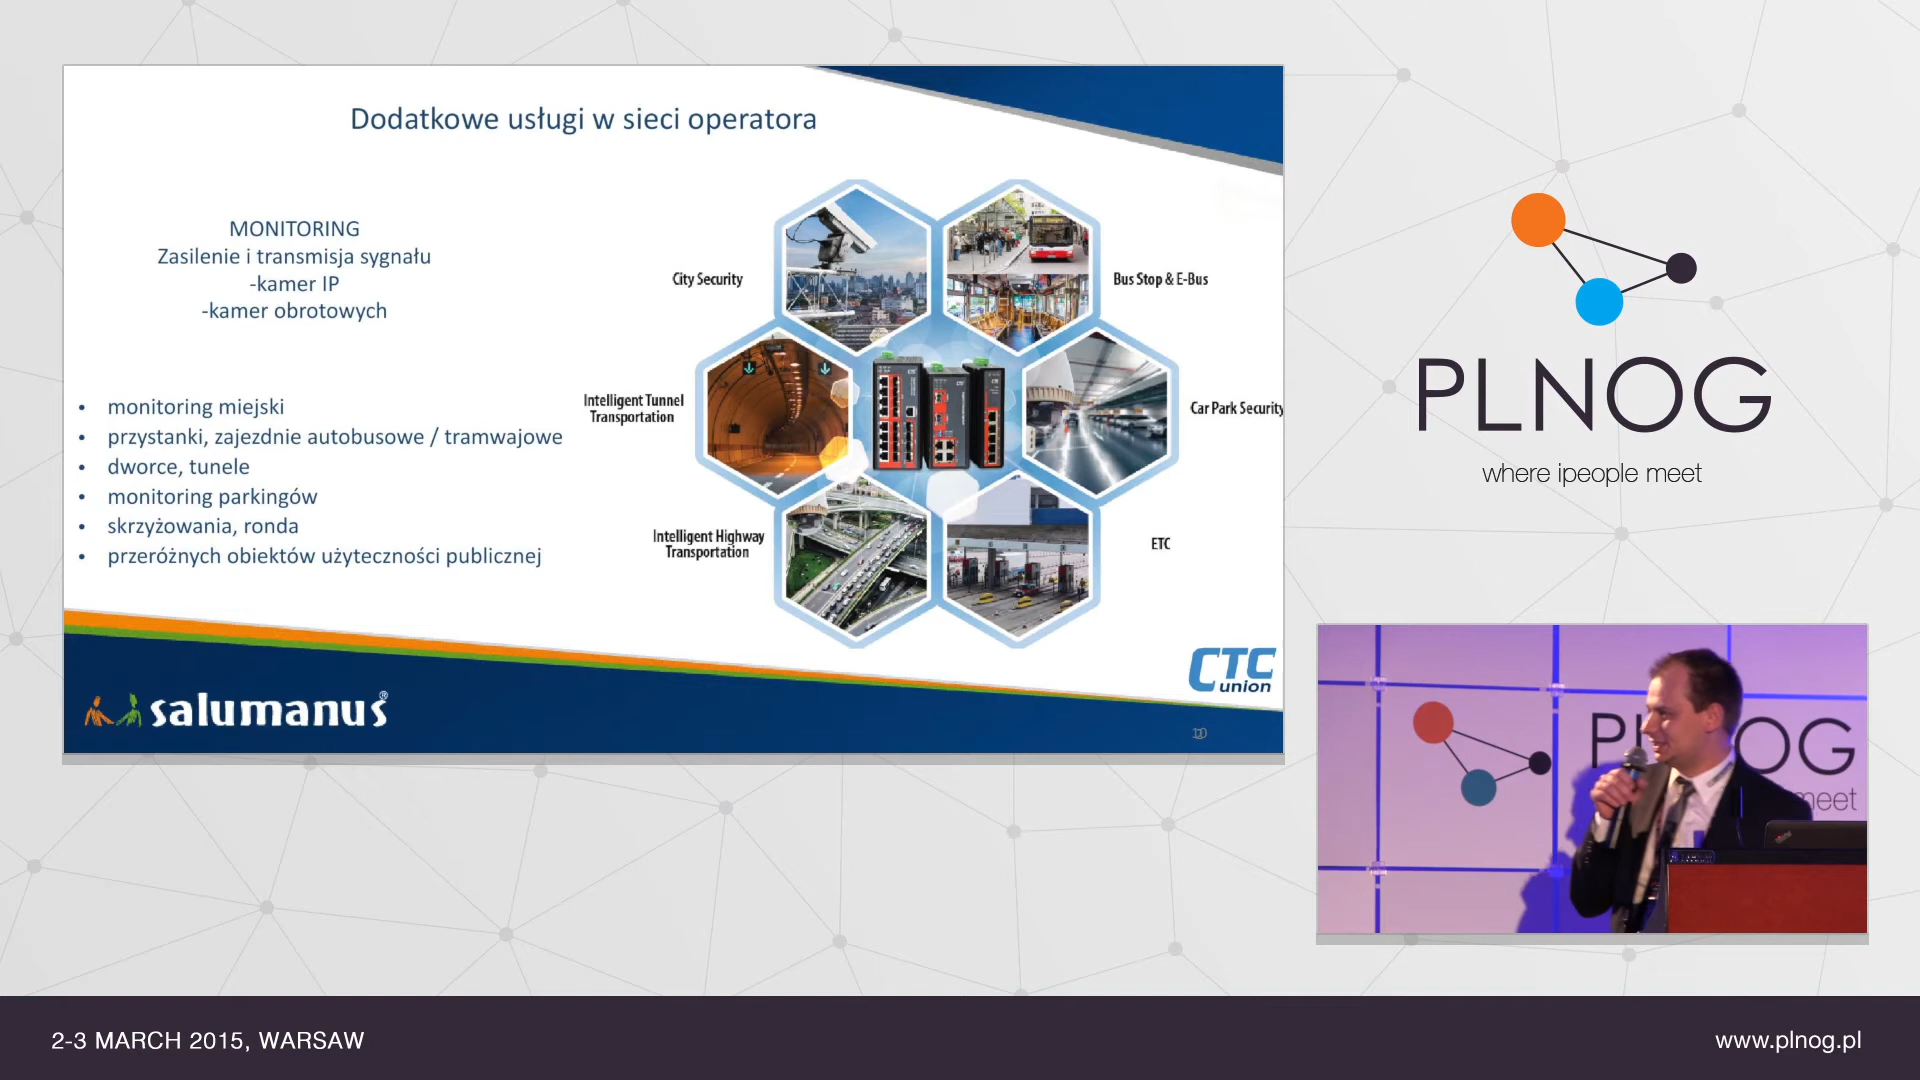 Dodatkowe usługi w sieci operatora
MONITORING
Zasilenie i transmisja sygnału
-kamer IP
-kamer obrotowych
• monitoring miejski
• przystanki, zajezdnie autobusowe / tramwajowe
• dworce, tunele
• monitoring parkingów
• skrzyżowania, ronda
• przeróżnych obiektów użyteczności publicznej
City Security
Bus Stop & E-Bus
Intelligent Tunnel
Transportation
Car Park Security
Intelligent Highway
Transportation
ETC
CTC
union
salumanus®
PLNOG
where ipeople meet
PLNOG
meet
2-3 MARCH 2015, WARSAW
www.plnog.pl